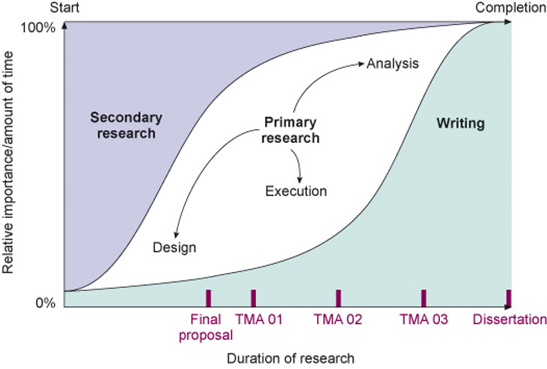 Start
Completion
100%
Relative importance/amount of time
Secondary
research
Primary
research
Analysis
Writing
Execution
Design
0%
Final
proposal
TMA 01
TMA 02
TMA 03
Dissertation
Duration of research